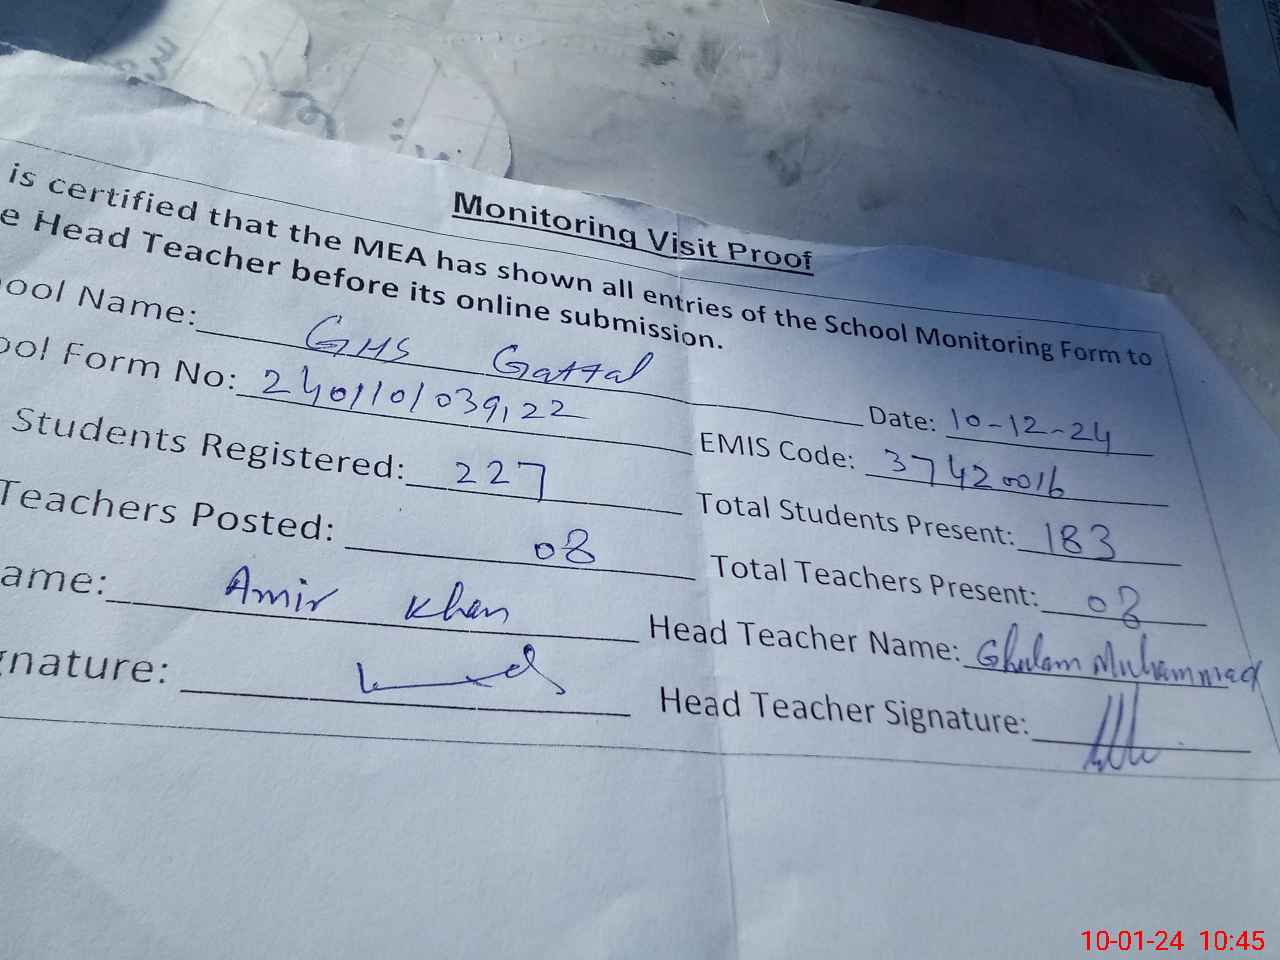 Monitoring Visit Proof
is certified that the MEA has shown all entries of the School Monitoring Form to
e Head Teacher before its online submission.
ool Name: GHS Gattal Date: 10-12-24
ool Form No: 2401101039,22 EMIS Code: 37420016
Students Registered: 227 Total Students Present: 183
Teachers Posted: 08 Total Teachers Present: 08
ame: Amir Khan Head Teacher Name: Ghulam Muhammad
gnature: Head Teacher Signature:
10-01-24 10:45